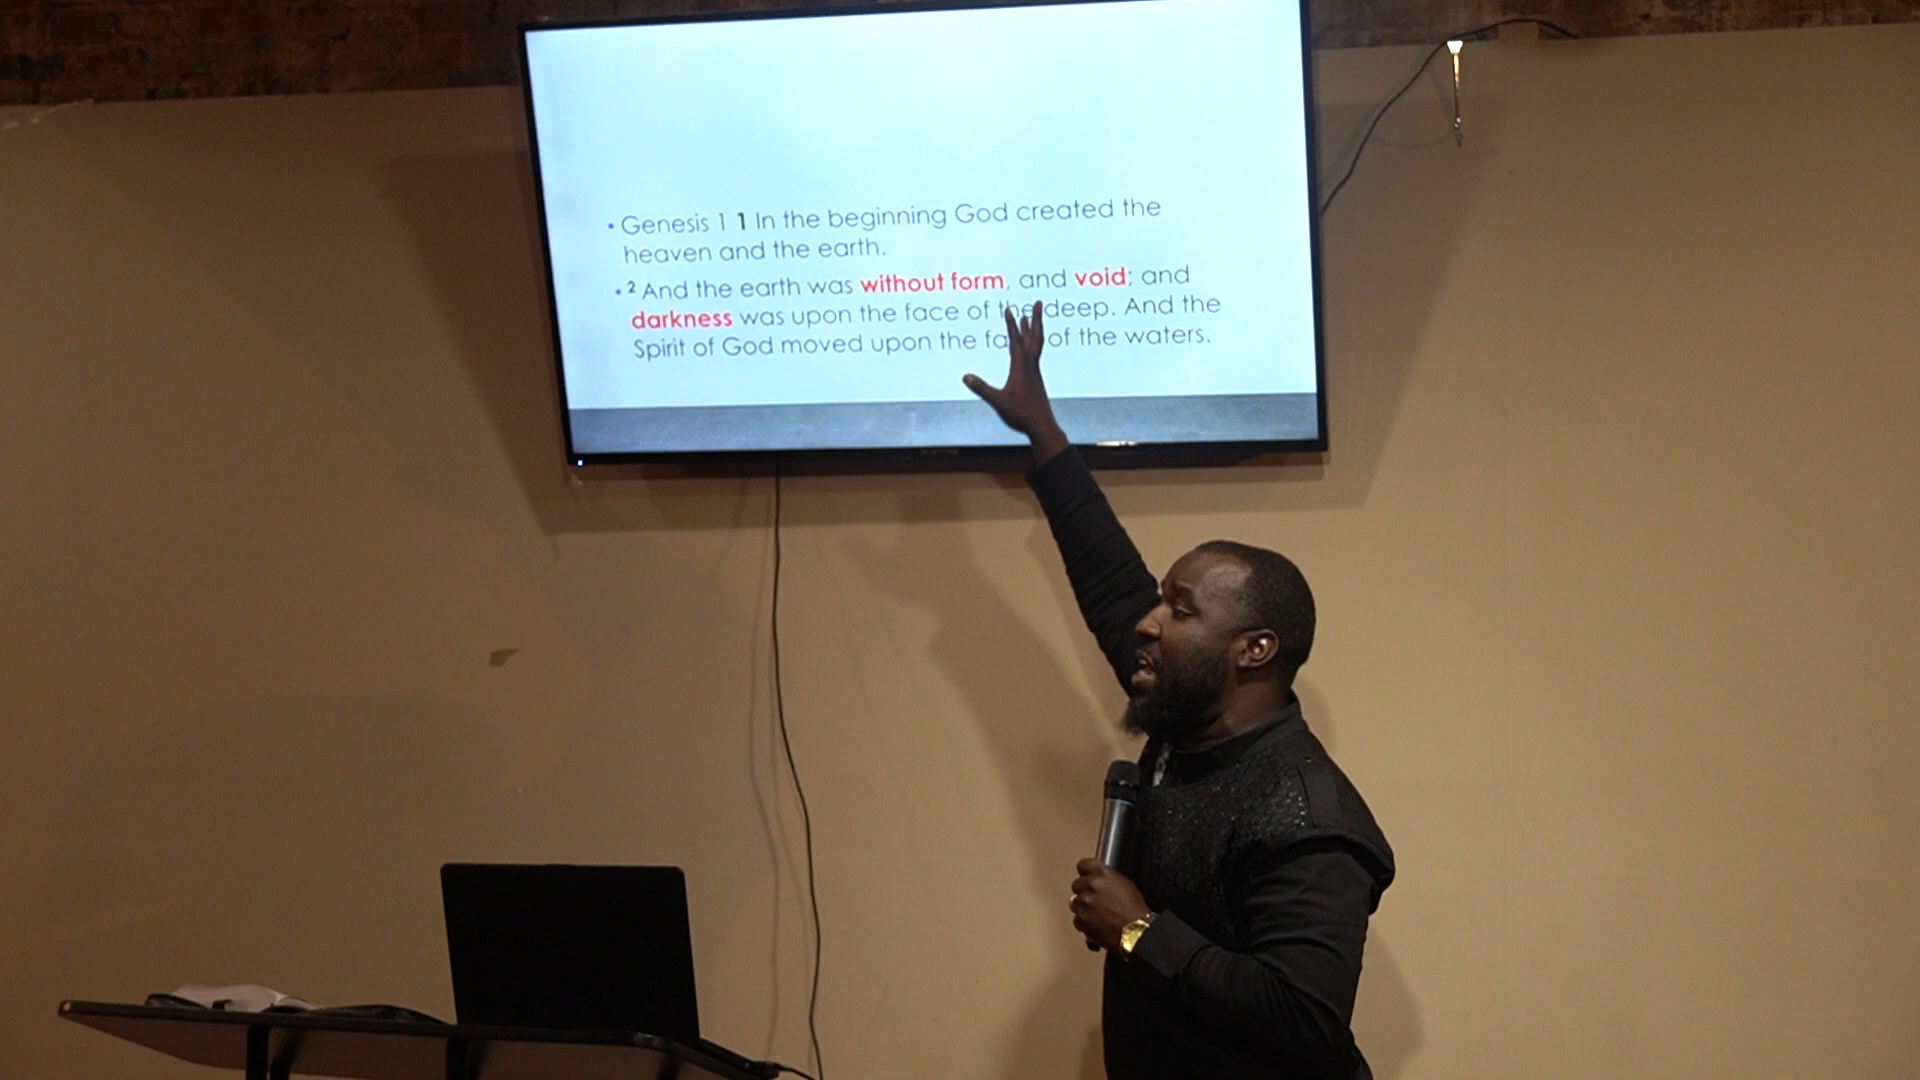 • Genesis 1 1 In the beginning God created the
heaven and the earth.
• 2 And the earth was without form, and void; and
darkness was upon the face of the deep. And the
Spirit of God moved upon the fa of the waters.